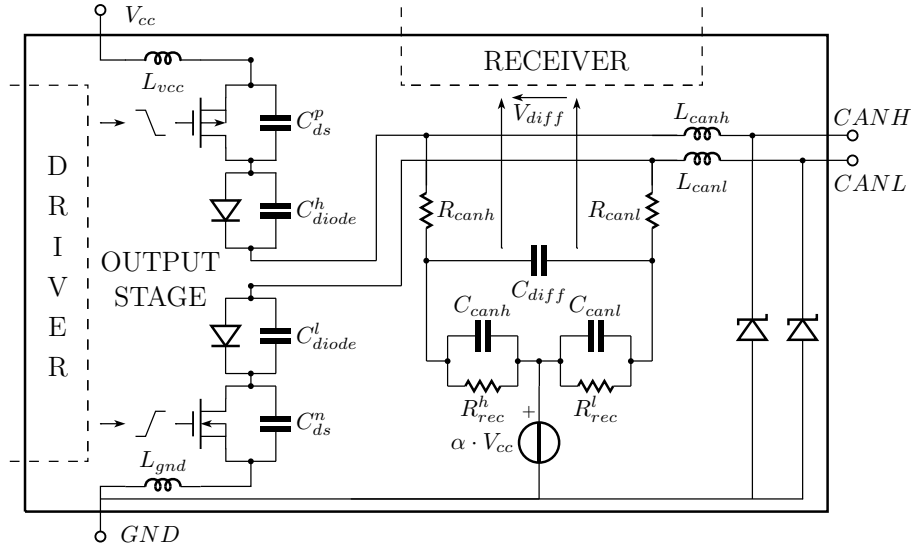 V_cc
RECEIVER
L_vcc
V_diff
L_canh
CANH
C^p_ds
L_canl
CANL
DRIVER
C^h_diode
R_canh
R_canl
OUTPUT
STAGE
C_diff
C_canh
C_canl
C^l_diode
R^h_rec
R^l_rec
+
C^n_ds
α · V_cc
L_gnd
GND